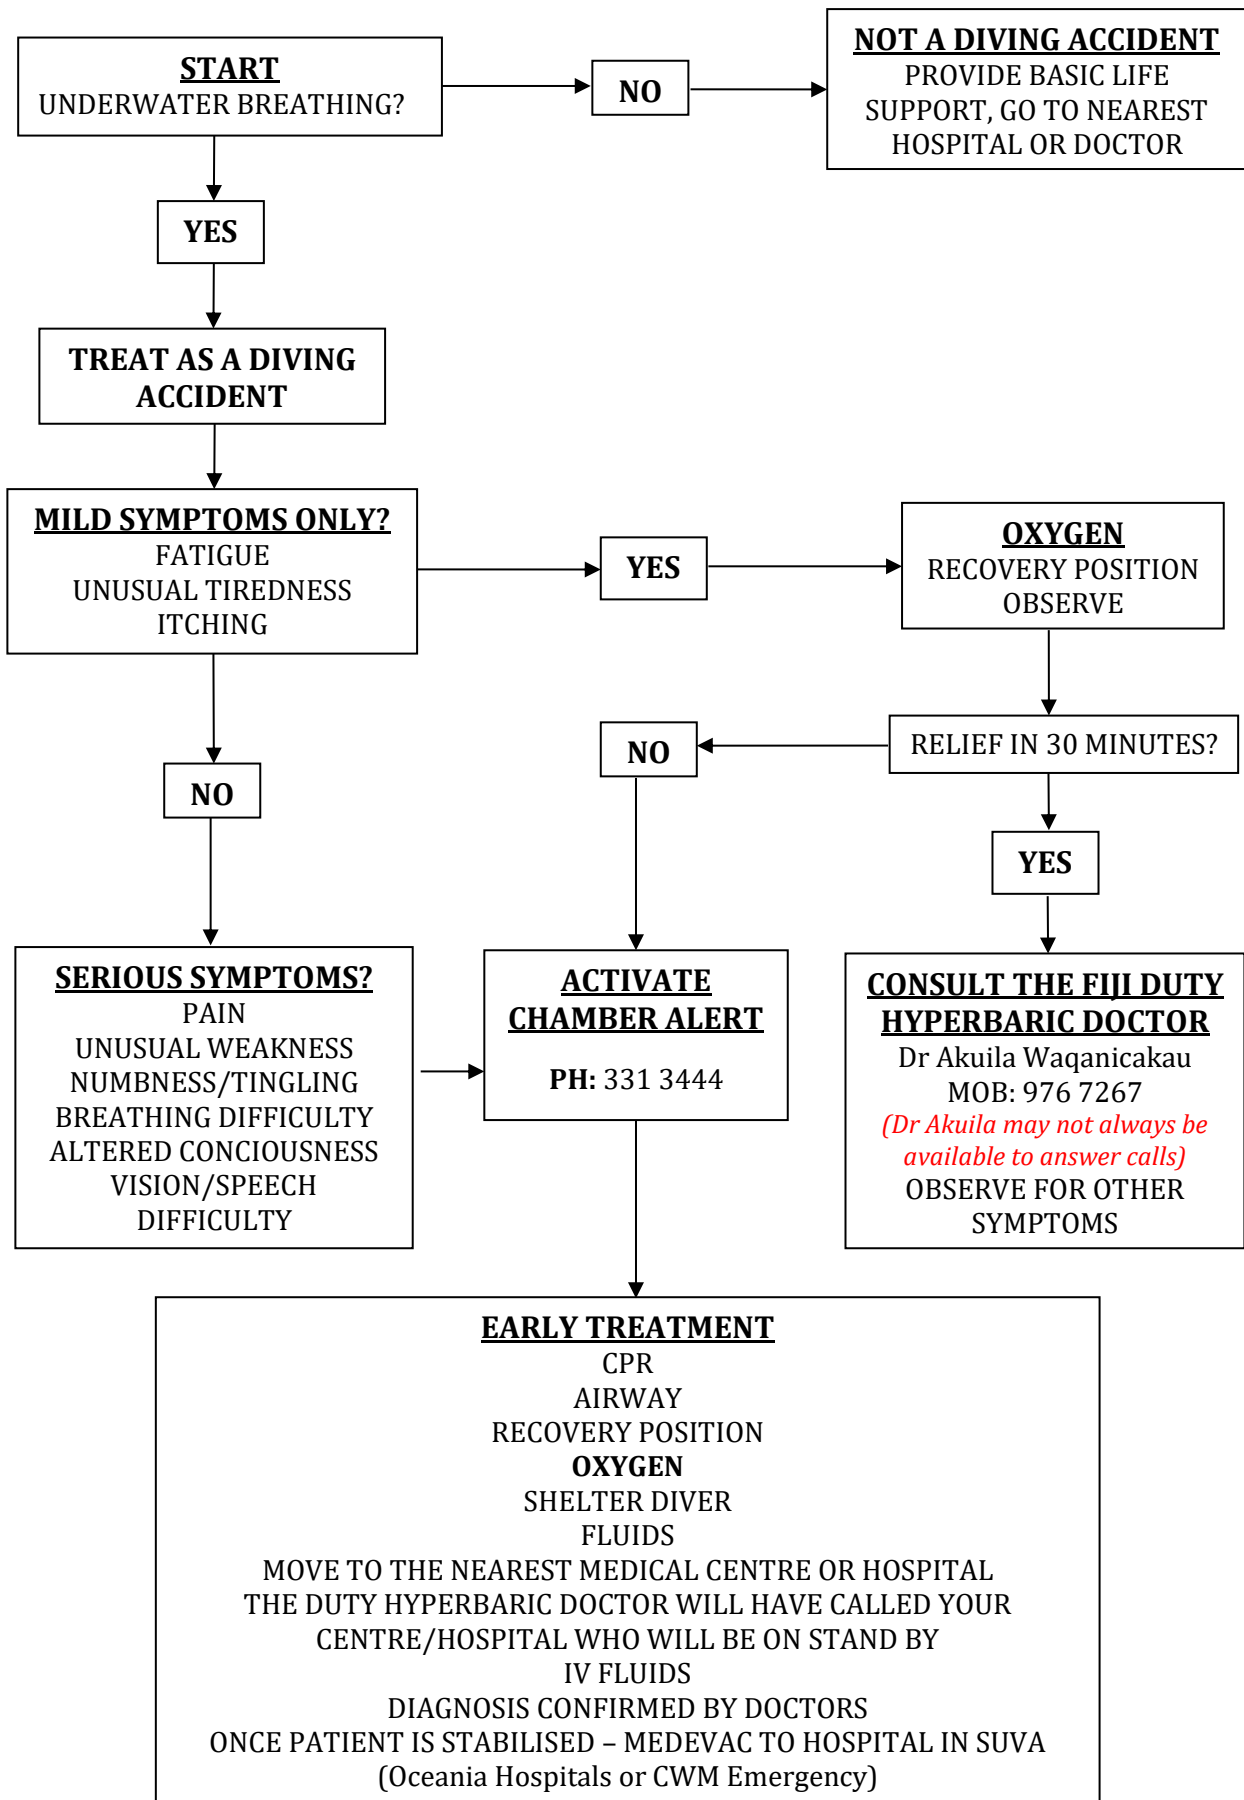 START
UNDERWATER BREATHING?
NO
NOT A DIVING ACCIDENT
PROVIDE BASIC LIFE
SUPPORT, GO TO NEAREST
HOSPITAL OR DOCTOR
YES
TREAT AS A DIVING
ACCIDENT
MILD SYMPTOMS ONLY?
FATIGUE
UNUSUAL TIREDNESS
ITCHING
YES
OXYGEN
RECOVERY POSITION
OBSERVE
RELIEF IN 30 MINUTES?
NO
NO
YES
SERIOUS SYMPTOMS?
PAIN
UNUSUAL WEAKNESS
NUMBNESS/TINGLING
BREATHING DIFFICULTY
ALTERED CONCIOUSNESS
VISION/SPEECH
DIFFICULTY
ACTIVATE
CHAMBER ALERT
PH: 331 3444
CONSULT THE FIJI DUTY
HYPERBARIC DOCTOR
Dr Akuila Waqanicakau
MOB: 976 7267
(Dr Akuila may not always be
available to answer calls)
OBSERVE FOR OTHER
SYMPTOMS
EARLY TREATMENT
CPR
AIRWAY
RECOVERY POSITION
OXYGEN
SHELTER DIVER
FLUIDS
MOVE TO THE NEAREST MEDICAL CENTRE OR HOSPITAL
THE DUTY HYPERBARIC DOCTOR WILL HAVE CALLED YOUR
CENTRE/HOSPITAL WHO WILL BE ON STAND BY
IV FLUIDS
DIAGNOSIS CONFIRMED BY DOCTORS
ONCE PATIENT IS STABILISED – MEDEVAC TO HOSPITAL IN SUVA
(Oceania Hospitals or CWM Emergency)